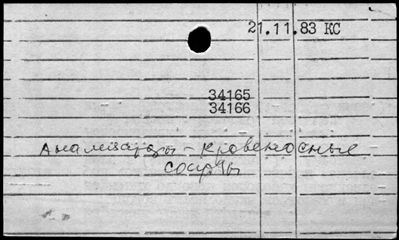 21.11.83 КС
34165
34166
Анализаторы - кровеносные
сосуды